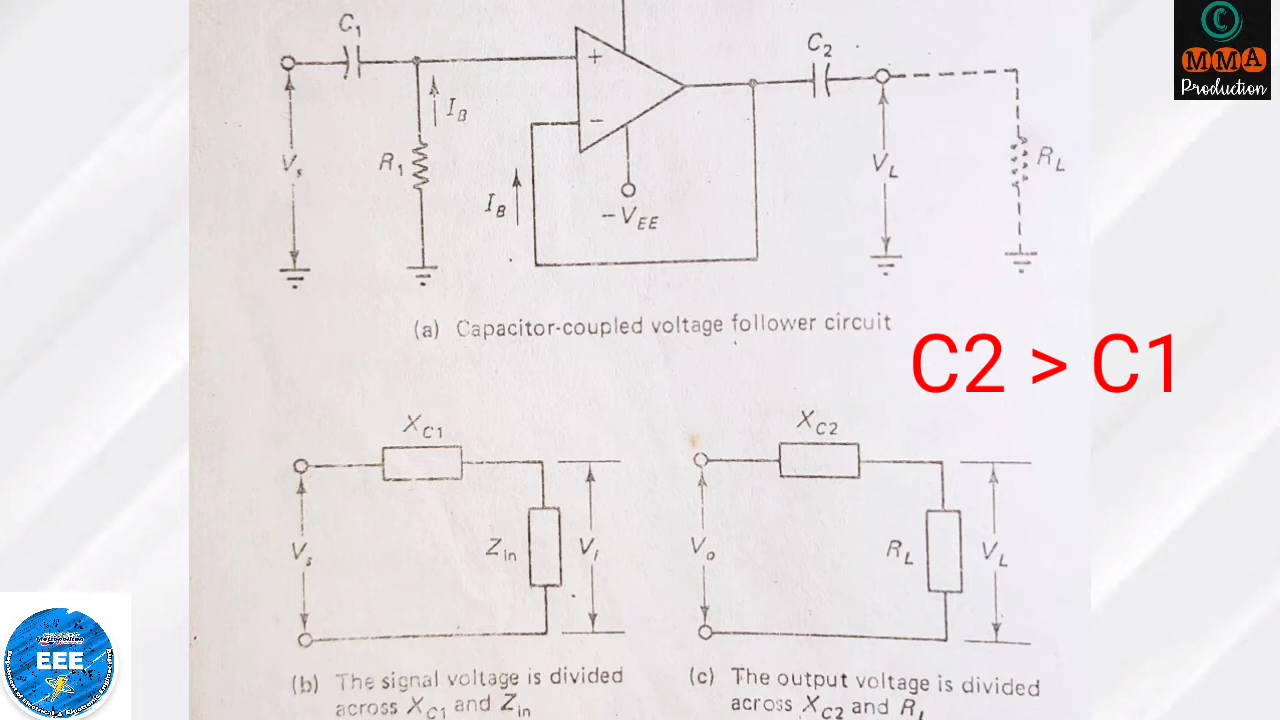 C1
C2
©
MMA
Production
+
IB
Vs
R1
−
VL
RL
IB
−VEE
(a) Capacitor-coupled voltage follower circuit
C2 > C1
XC1
XC2
Vs
Zin
Vi
Vo
RL
VL
EEE
(b) The signal voltage is divided
across XC1 and Zin
(c) The output voltage is divided
across XC2 and RL